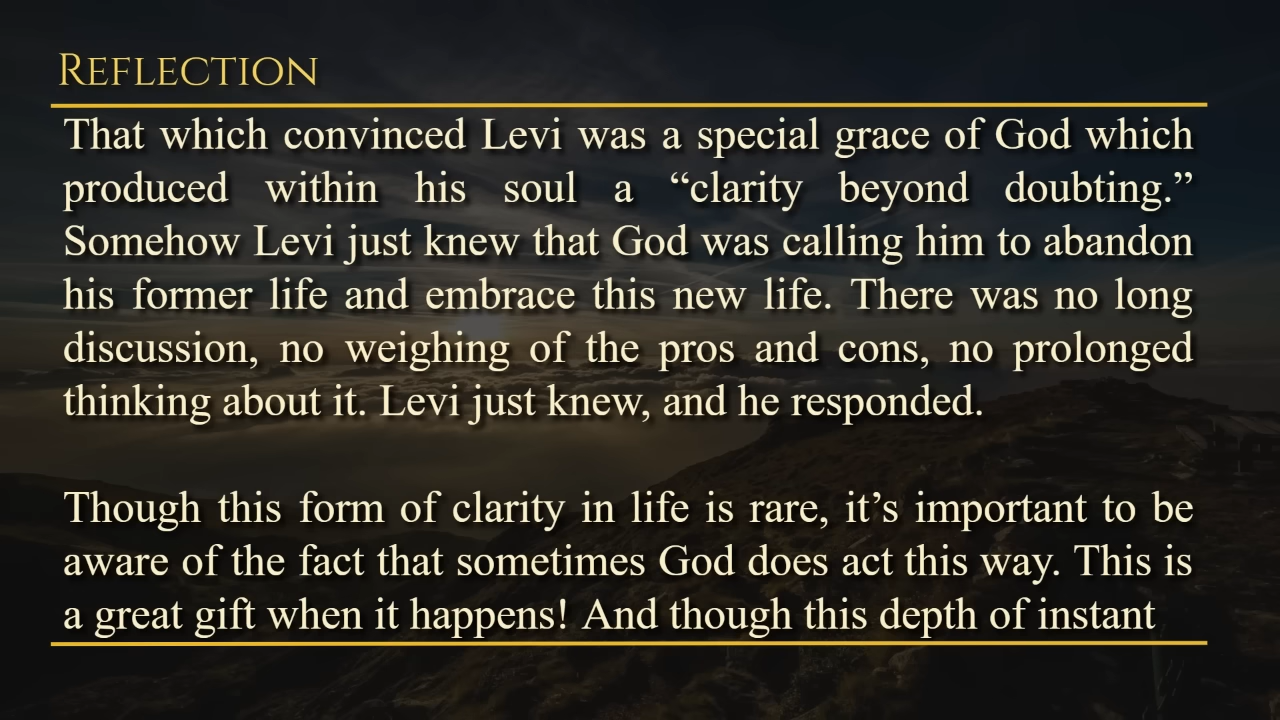 Reflection
That which convinced Levi was a special grace of God which
produced within his soul a “clarity beyond doubting.”
Somehow Levi just knew that God was calling him to abandon
his former life and embrace this new life. There was no long
discussion, no weighing of the pros and cons, no prolonged
thinking about it. Levi just knew, and he responded.
Though this form of clarity in life is rare, it’s important to be
aware of the fact that sometimes God does act this way. This is
a great gift when it happens! And though this depth of instant